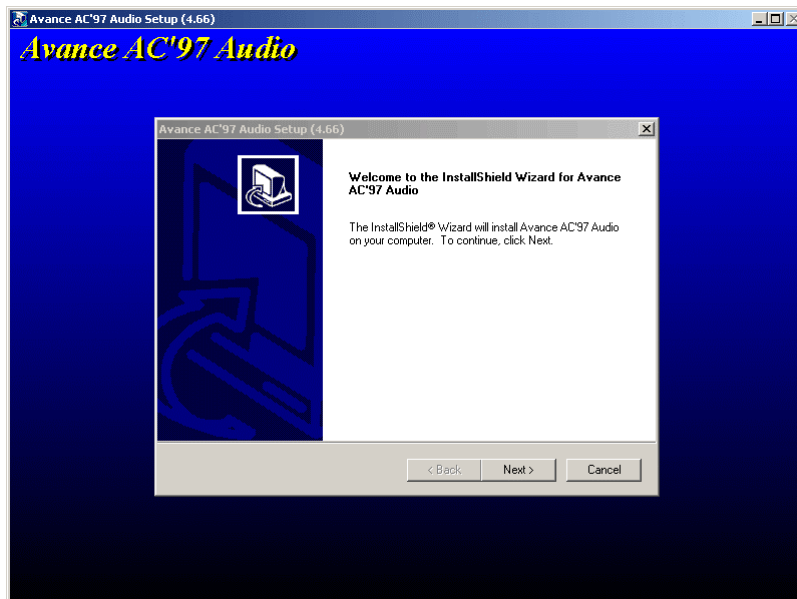 Avance AC'97 Audio Setup (4.66)
Avance AC'97 Audio
Avance AC'97 Audio Setup (4.66)
Welcome to the InstallShield Wizard for Avance
AC'97 Audio
The InstallShield® Wizard will install Avance AC'97 Audio
on your computer. To continue, click Next.
< Back
Next >
Cancel